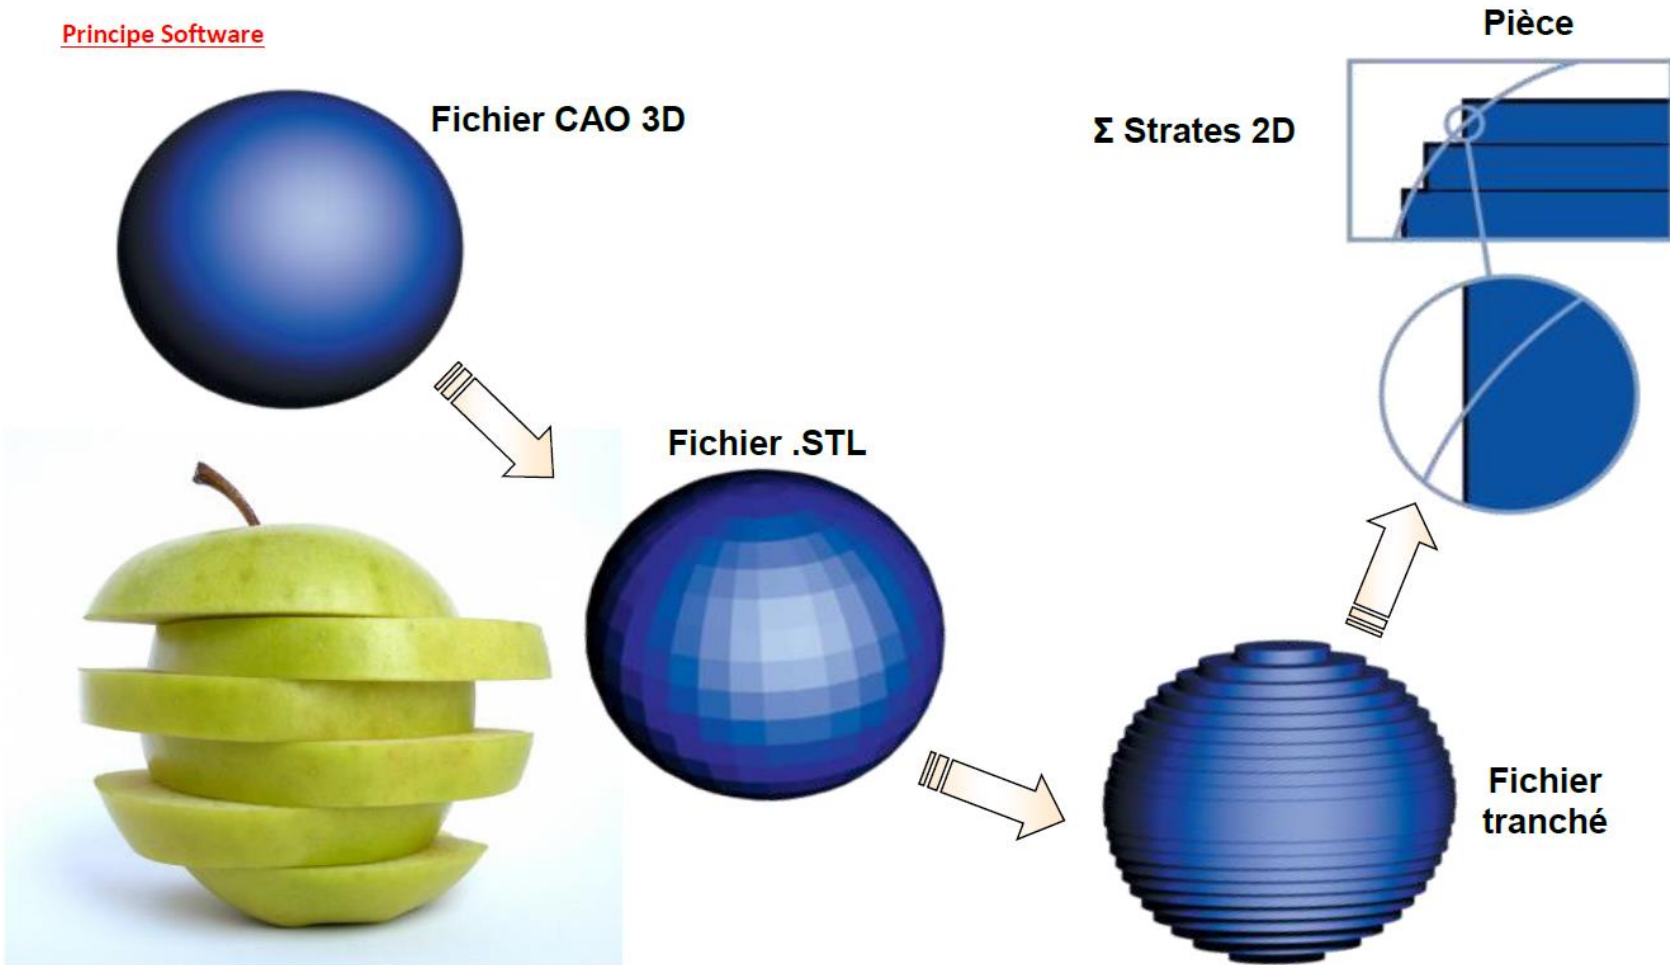 Principe Software
Pièce
Fichier CAO 3D
Σ Strates 2D
Fichier .STL
Fichier
tranché